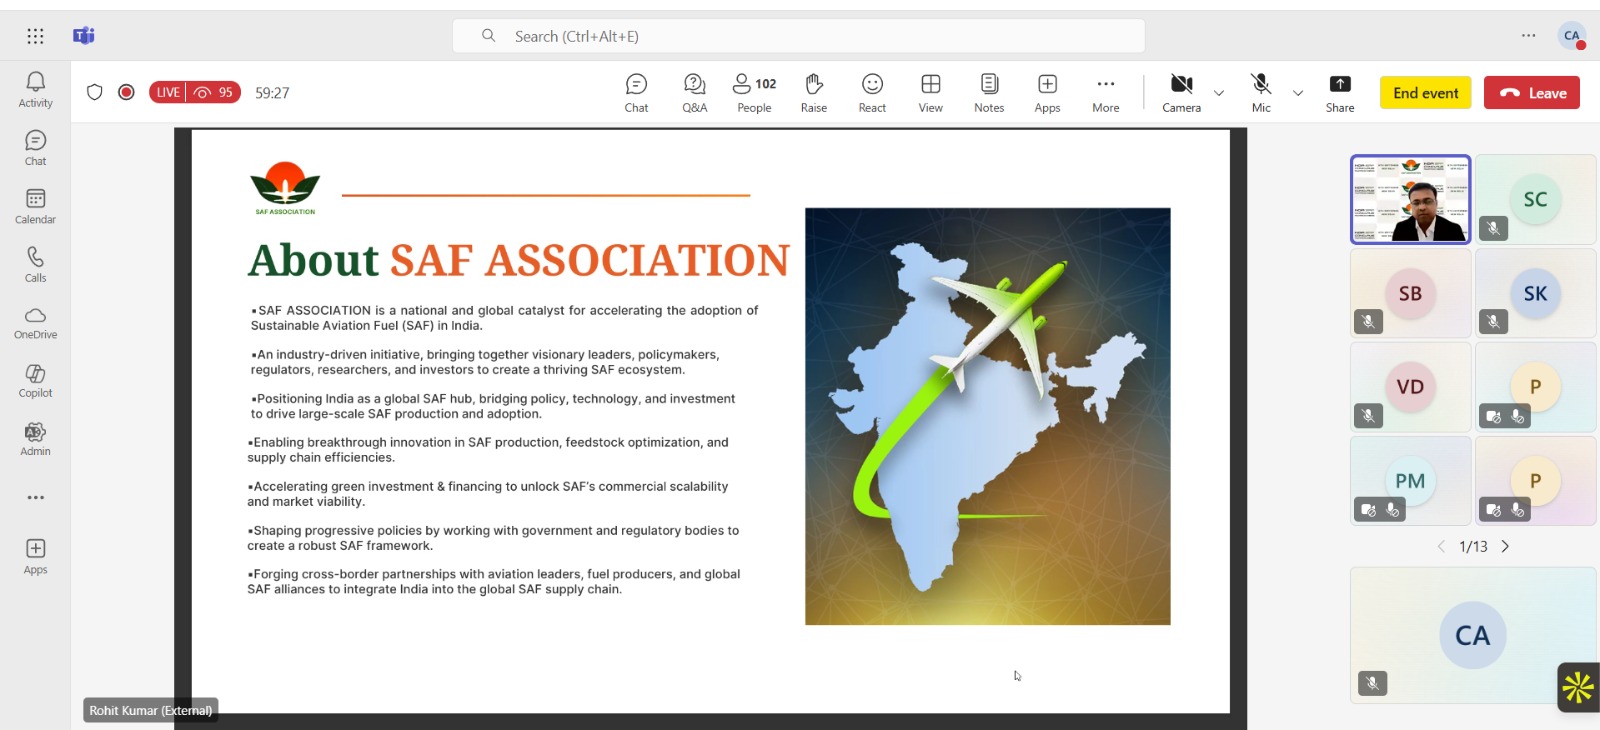 Search (Ctrl+Alt+E)
CA
Activity
Chat
Calendar
Calls
OneDrive
Copilot
Admin
Apps
LIVE 95 59:27
Chat
Q&A
102
People
Raise
React
View
Notes
Apps
More
Camera
Mic
Share
End event
Leave
SAF ASSOCIATION
About SAF ASSOCIATION
▪SAF ASSOCIATION is a national and global catalyst for accelerating the adoption of
Sustainable Aviation Fuel (SAF) in India.
▪An industry-driven initiative, bringing together visionary leaders, policymakers,
regulators, researchers, and investors to create a thriving SAF ecosystem.
▪Positioning India as a global SAF hub, bridging policy, technology, and investment
to drive large-scale SAF production and adoption.
▪Enabling breakthrough innovation in SAF production, feedstock optimization, and
supply chain efficiencies.
▪Accelerating green investment & financing to unlock SAF's commercial scalability
and market viability.
▪Shaping progressive policies by working with government and regulatory bodies to
create a robust SAF framework.
▪Forging cross-border partnerships with aviation leaders, fuel producers, and global
SAF alliances to integrate India into the global SAF supply chain.
Rohit Kumar (External)
SC
SB
SK
VD
P
PM
P
1/13
CA